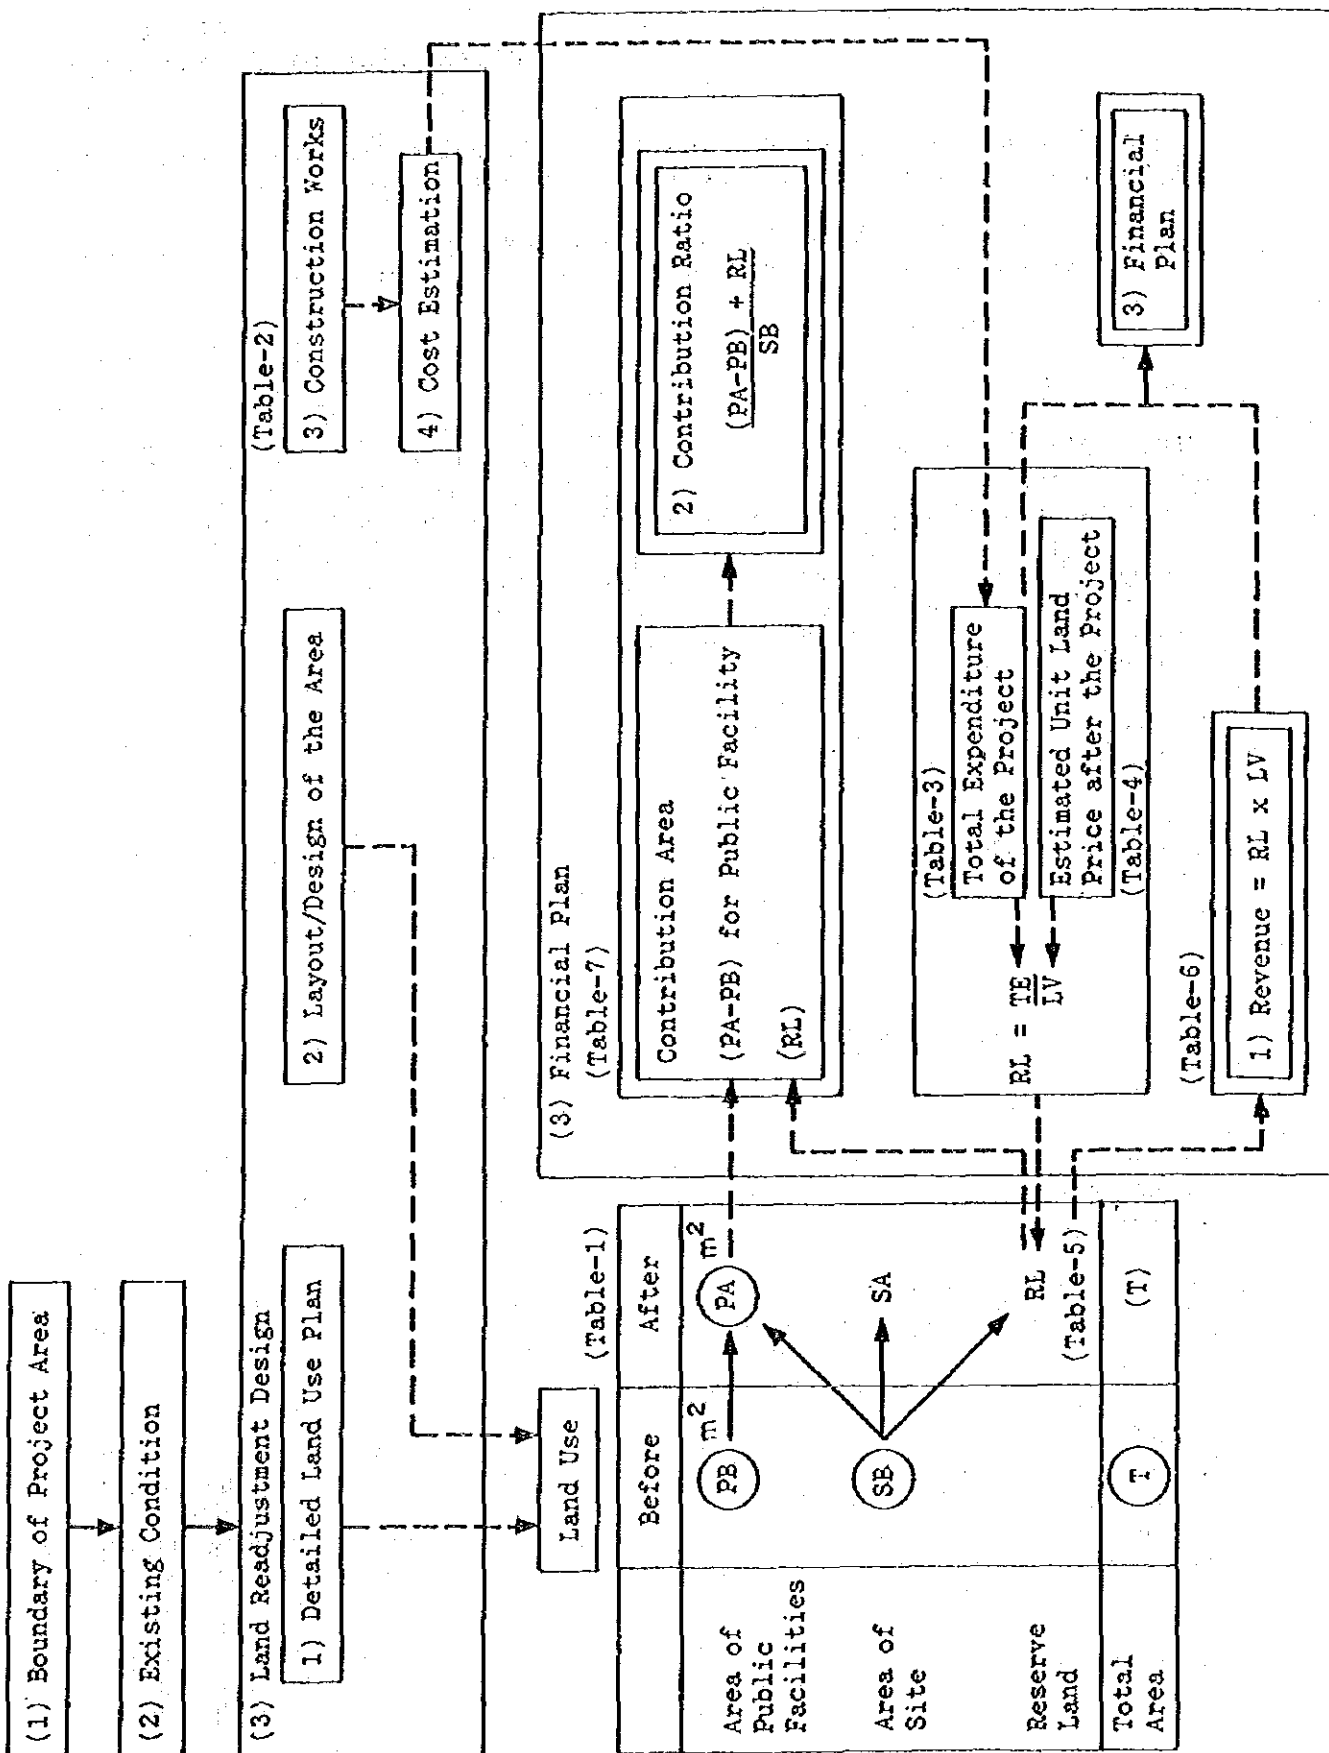 (1) Boundary of Project Area
(2) Existing Condition
(3) Land Readjustment Design
1) Detailed Land Use Plan
2) Layout/Design of the Area
(Table-2)
3) Construction Works
4) Cost Estimation
Land Use
(Table-1)
Before
After
Area of
Public
Facilities
PB
m²
PA
m²
Area of
Site
SB
SA
Reserve
Land
RL
(Table-5)
Total
Area
T
(T)
(3) Financial Plan
(Table-7)
Contribution Area
(PA-PB) for Public Facility
(RL)
2) Contribution Ratio
(PA-PB) + RL
SB
(Table-3)
Total Expenditure
of the Project
RL = TE
LV
Estimated Unit Land
Price after the Project
(Table-4)
(Table-6)
1) Revenue = RL x LV
3) Financial
Plan